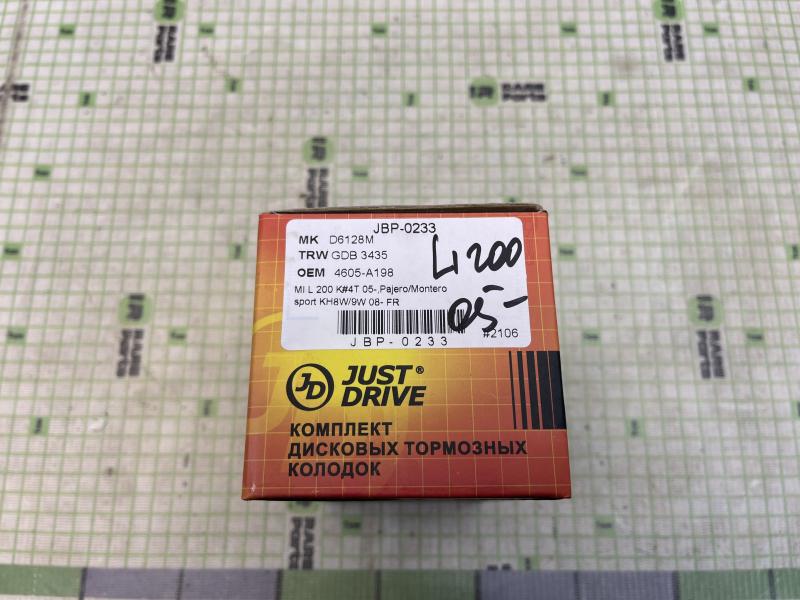 JBP-0233
MK D6128M
TRW GDB 3435
OEM 4605-A198
MI L 200 K#4T 05-,Pajero/Montero
sport KH8W/9W 08- FR
L 200
05-
#2106
JBP-0233
JD JUST®
DRIVE
КОМПЛЕКТ
ДИСКОВЫХ ТОРМОЗНЫХ
КОЛОДОК